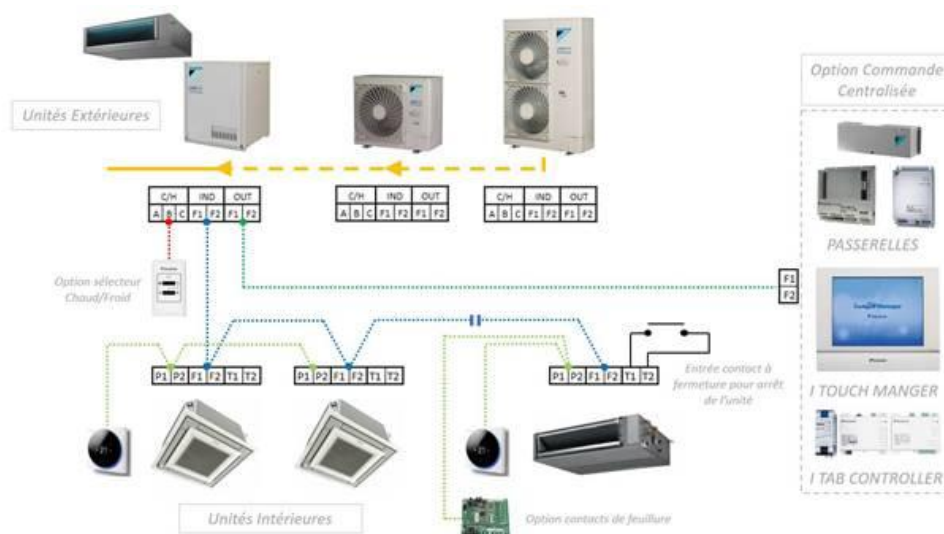 Option Commande
Centralisée
Unités Extérieures
C/H IND OUT
A B C F1 F2 F1 F2
C/H IND OUT
A B C F1 F2 F1 F2
C/H IND OUT
A B C F1 F2 F1 F2
PASSERELLES
Option sélecteur
Chaud/Froid
F1
F2
P1 P2 F1 F2 T1 T2
P1 P2 F1 F2 T1 T2
P1 P2 F1 F2 T1 T2
Entrée contact à
fermeture pour arrêt
de l'unité
I TOUCH MANGER
I TAB CONTROLLER
Unités Intérieures
Option contacts de feuillure